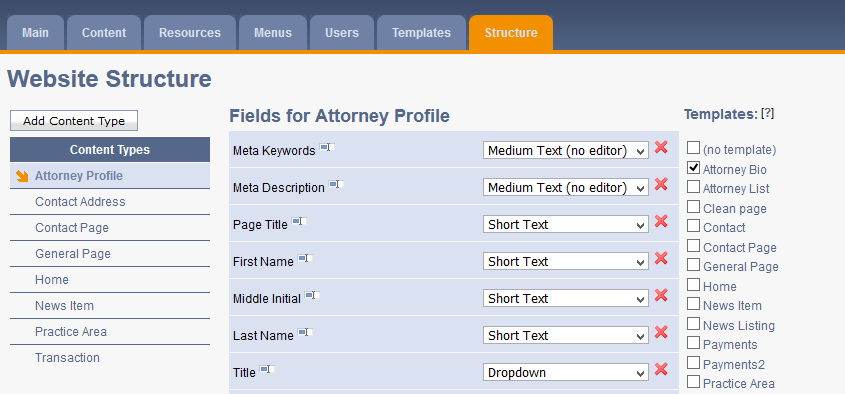 Main Content Resources Menus Users Templates Structure
Website Structure
Add Content Type
Content Types
Attorney Profile
Contact Address
Contact Page
General Page
Home
News Item
Practice Area
Transaction
Fields for Attorney Profile
Meta Keywords Medium Text (no editor)
Meta Description Medium Text (no editor)
Page Title Short Text
First Name Short Text
Middle Initial Short Text
Last Name Short Text
Title Dropdown
Templates: [?]
(no template)
Attorney Bio
Attorney List
Clean page
Contact
Contact Page
General Page
Home
News Item
News Listing
Payments
Payments2
Practice Area